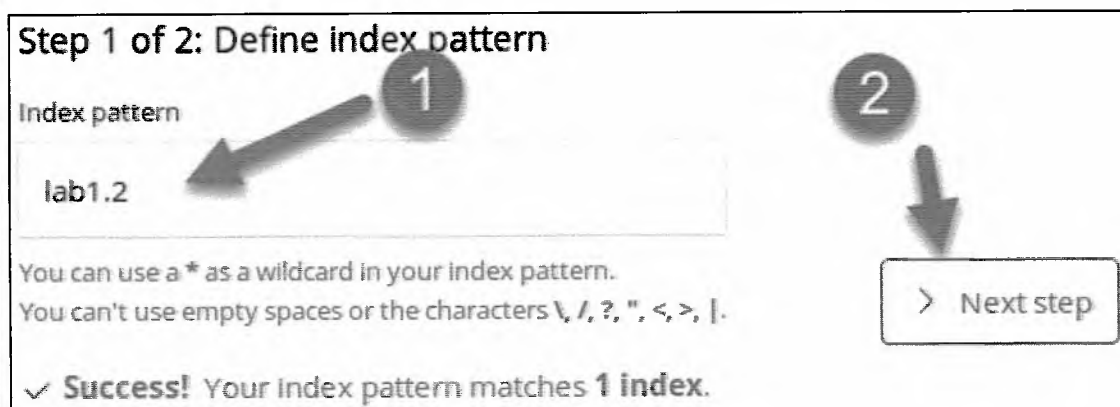 Step 1 of 2: Define index pattern
1
2
Index pattern
lab1.2
You can use a * as a wildcard in your index pattern.
You can't use empty spaces or the characters \, /, ?, ", <, >, |.
> Next step
✓ Success! Your index pattern matches 1 index.